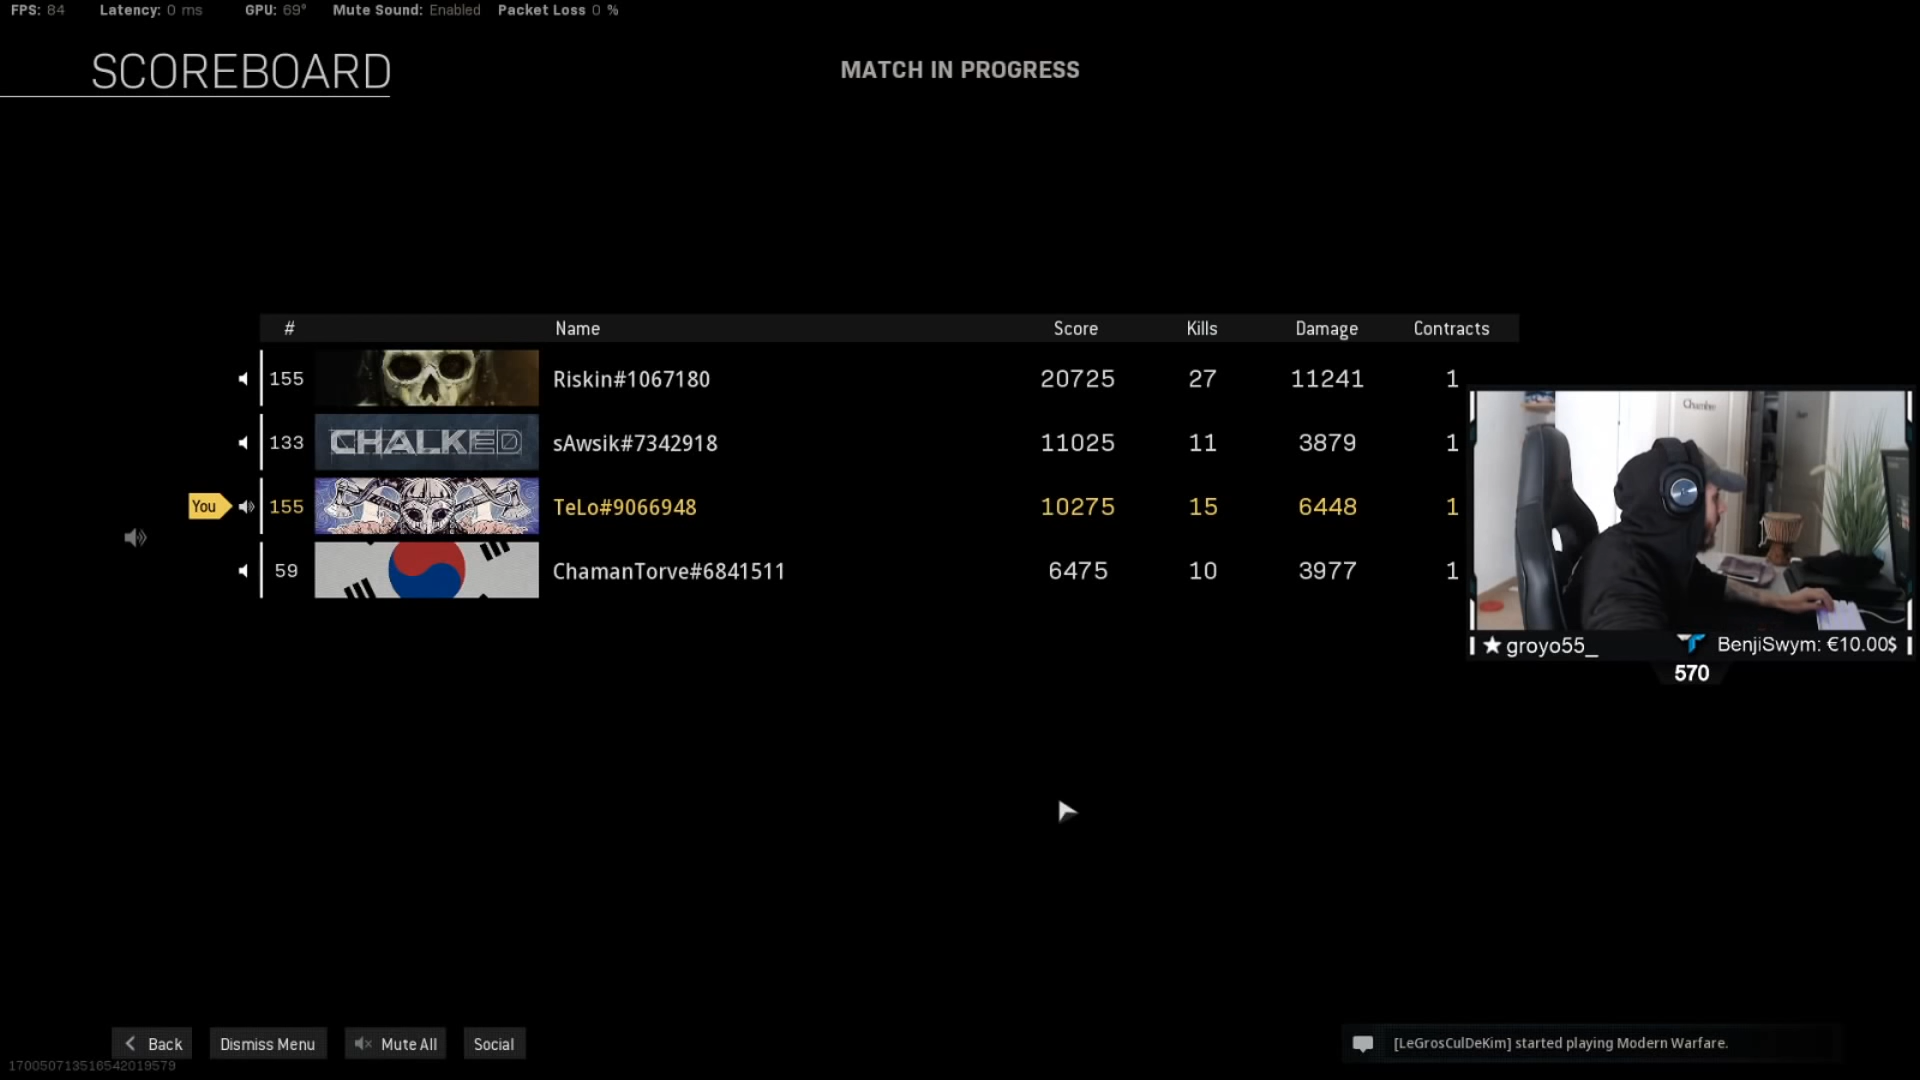 FPS: 84 Latency: 0 ms GPU: 69° Mute Sound: Enabled Packet Loss 0 %
SCOREBOARD
MATCH IN PROGRESS
# Name Score Kills Damage Contracts
155 Riskin#1067180 20725 27 11241 1
133 CHALKED sAwsik#7342918 11025 11 3879 1
You 155 TeLo#9066948 10275 15 6448 1
59 ChamanTorve#6841511 6475 10 3977 1
Chambre
groyo55_ BenjiSwym: €10.00$
570
Back Dismiss Menu Mute All Social
[LeGrosCulDeKim] started playing Modern Warfare.
17005071351654201957​9